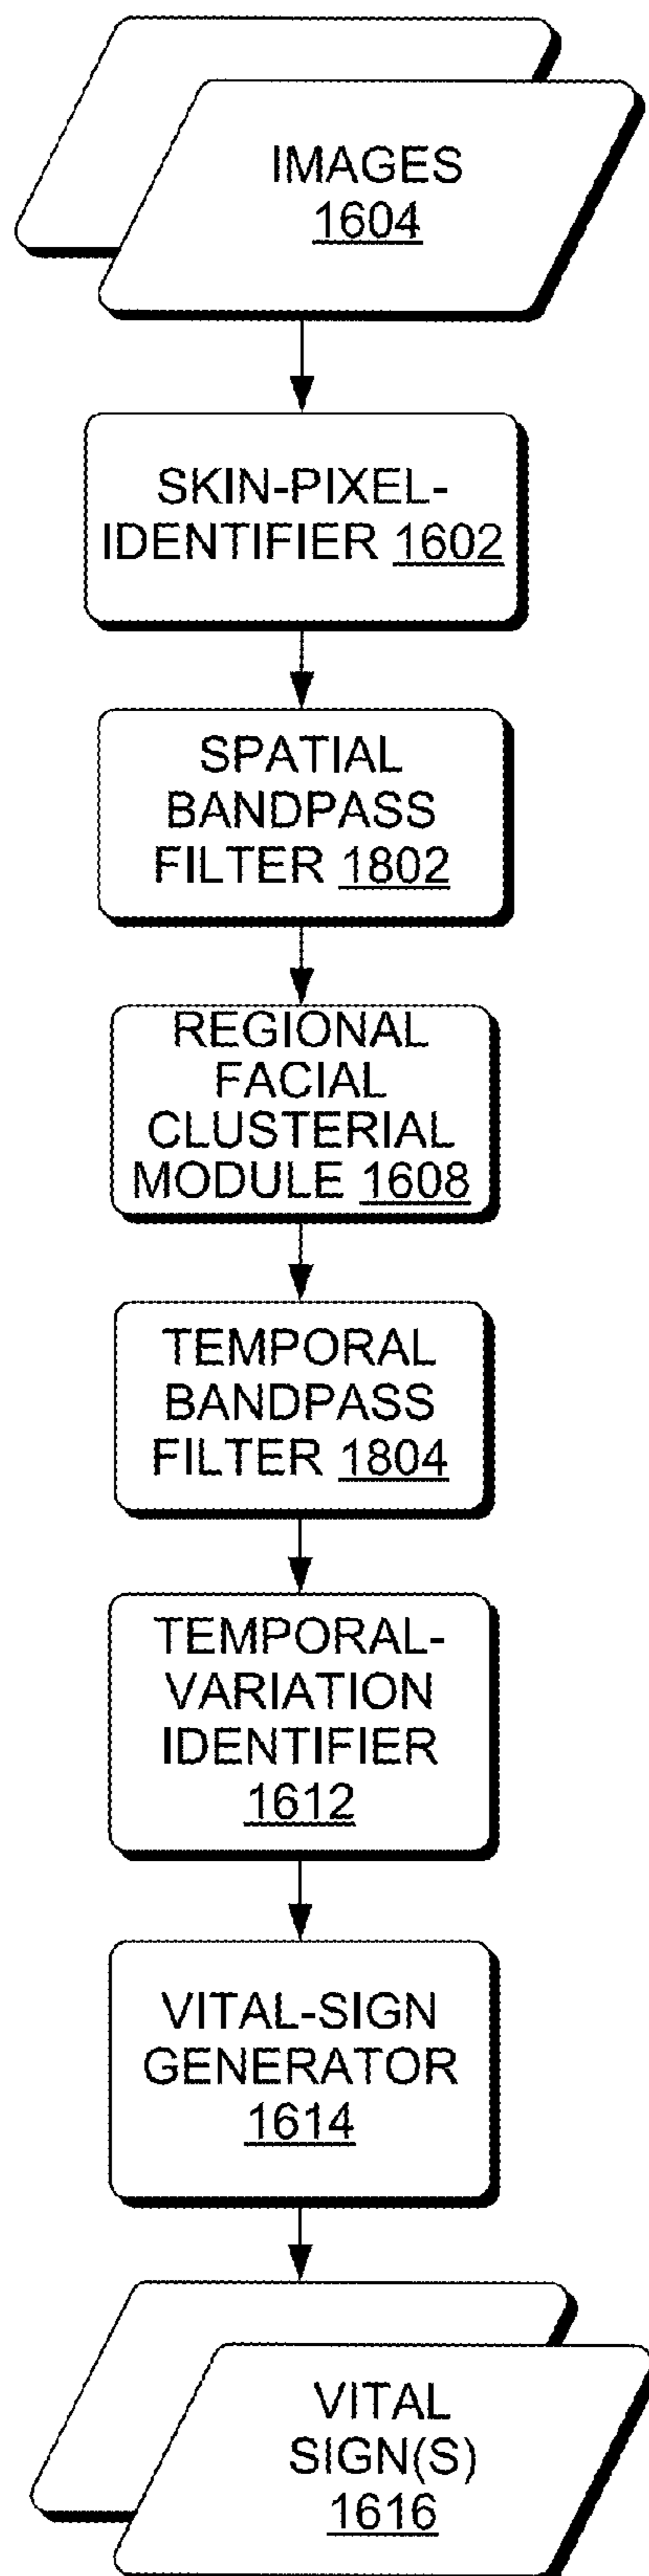 IMAGES
1604
SKIN-PIXEL-
IDENTIFIER 1602
SPATIAL
BANDPASS
FILTER 1802
REGIONAL
FACIAL
CLUSTERIAL
MODULE 1608
TEMPORAL
BANDPASS
FILTER 1804
TEMPORAL-
VARIATION
IDENTIFIER
1612
VITAL-SIGN
GENERATOR
1614
VITAL
SIGN(S)
1616